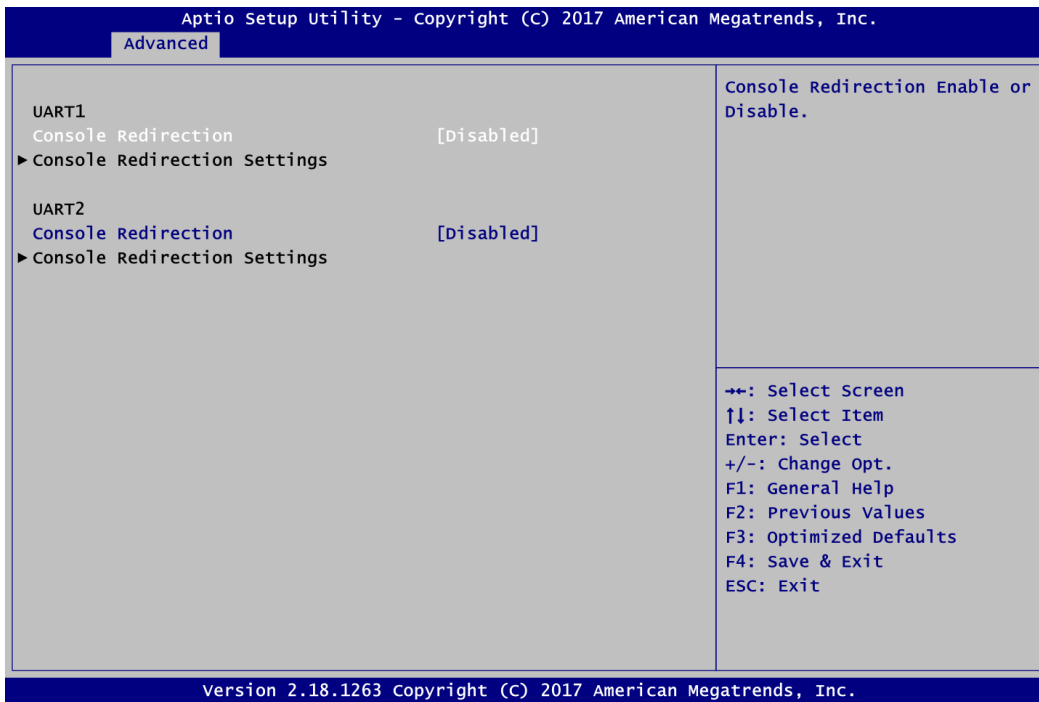 Aptio Setup Utility - Copyright (C) 2017 American Megatrends, Inc.
Advanced
UART1
Console Redirection [Disabled]
►Console Redirection Settings
UART2
Console Redirection [Disabled]
►Console Redirection Settings
Console Redirection Enable or
Disable.
→←: Select Screen
↑↓: Select Item
Enter: Select
+/-: Change Opt.
F1: General Help
F2: Previous Values
F3: Optimized Defaults
F4: Save & Exit
ESC: Exit
Version 2.18.1263 Copyright (C) 2017 American Megatrends, Inc.